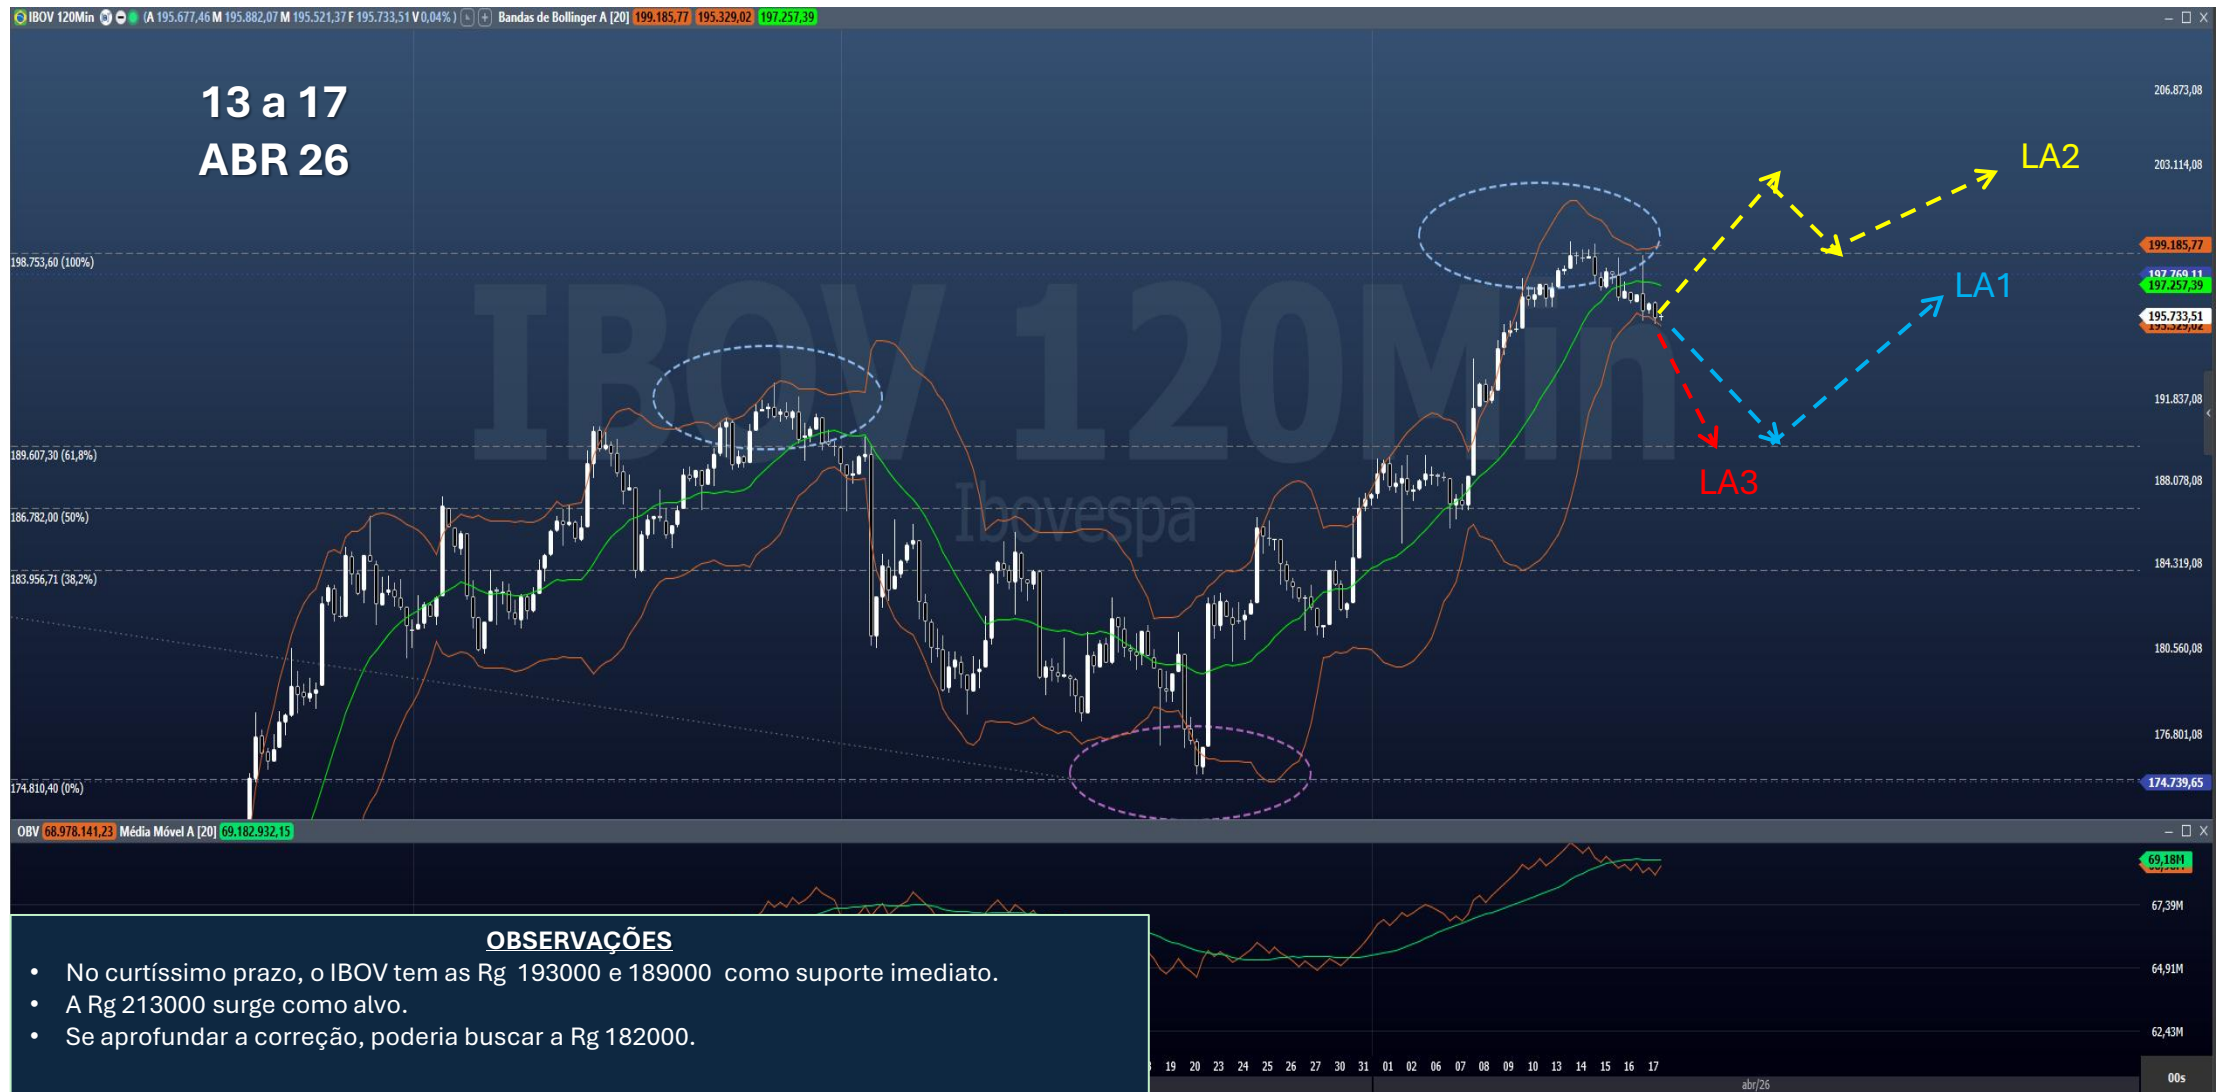 IBOV 120Min (A 195.677,46 M 195.882,07 M 195.521,37 F 195.733,51 V 0,04% ) Bandas de Bollinger A [20] 199.185,77 195.329,02 197.257,39
13 a 17
ABR 26
206.873,08
LA2
203.114,08
199.185,77
198.753,60 (100%)
197.769,11
197.257,39
LA1
195.733,51
195.329,02
IBOV 120Min
Ibovespa
191.837,08
189.607,30 (61,8%)
LA3
188.078,08
186.782,00 (50%)
184.319,08
183.956,71 (38,2%)
180.560,08
176.801,08
174.810,40 (0%)
174.739,65
OBV 68.978.141,23 Média Móvel A [20] 69.182.932,15
69,18M
67,39M
64,91M
62,43M
OBSERVAÇÕES
• No curtíssimo prazo, o IBOV tem as Rg 193000 e 189000 como suporte imediato.
• A Rg 213000 surge como alvo.
• Se aprofundar a correção, poderia buscar a Rg 182000.
19 20 23 24 25 26 27 30 31 01 02 06 07 08 09 10 13 14 15 16 17
abr/26
00s